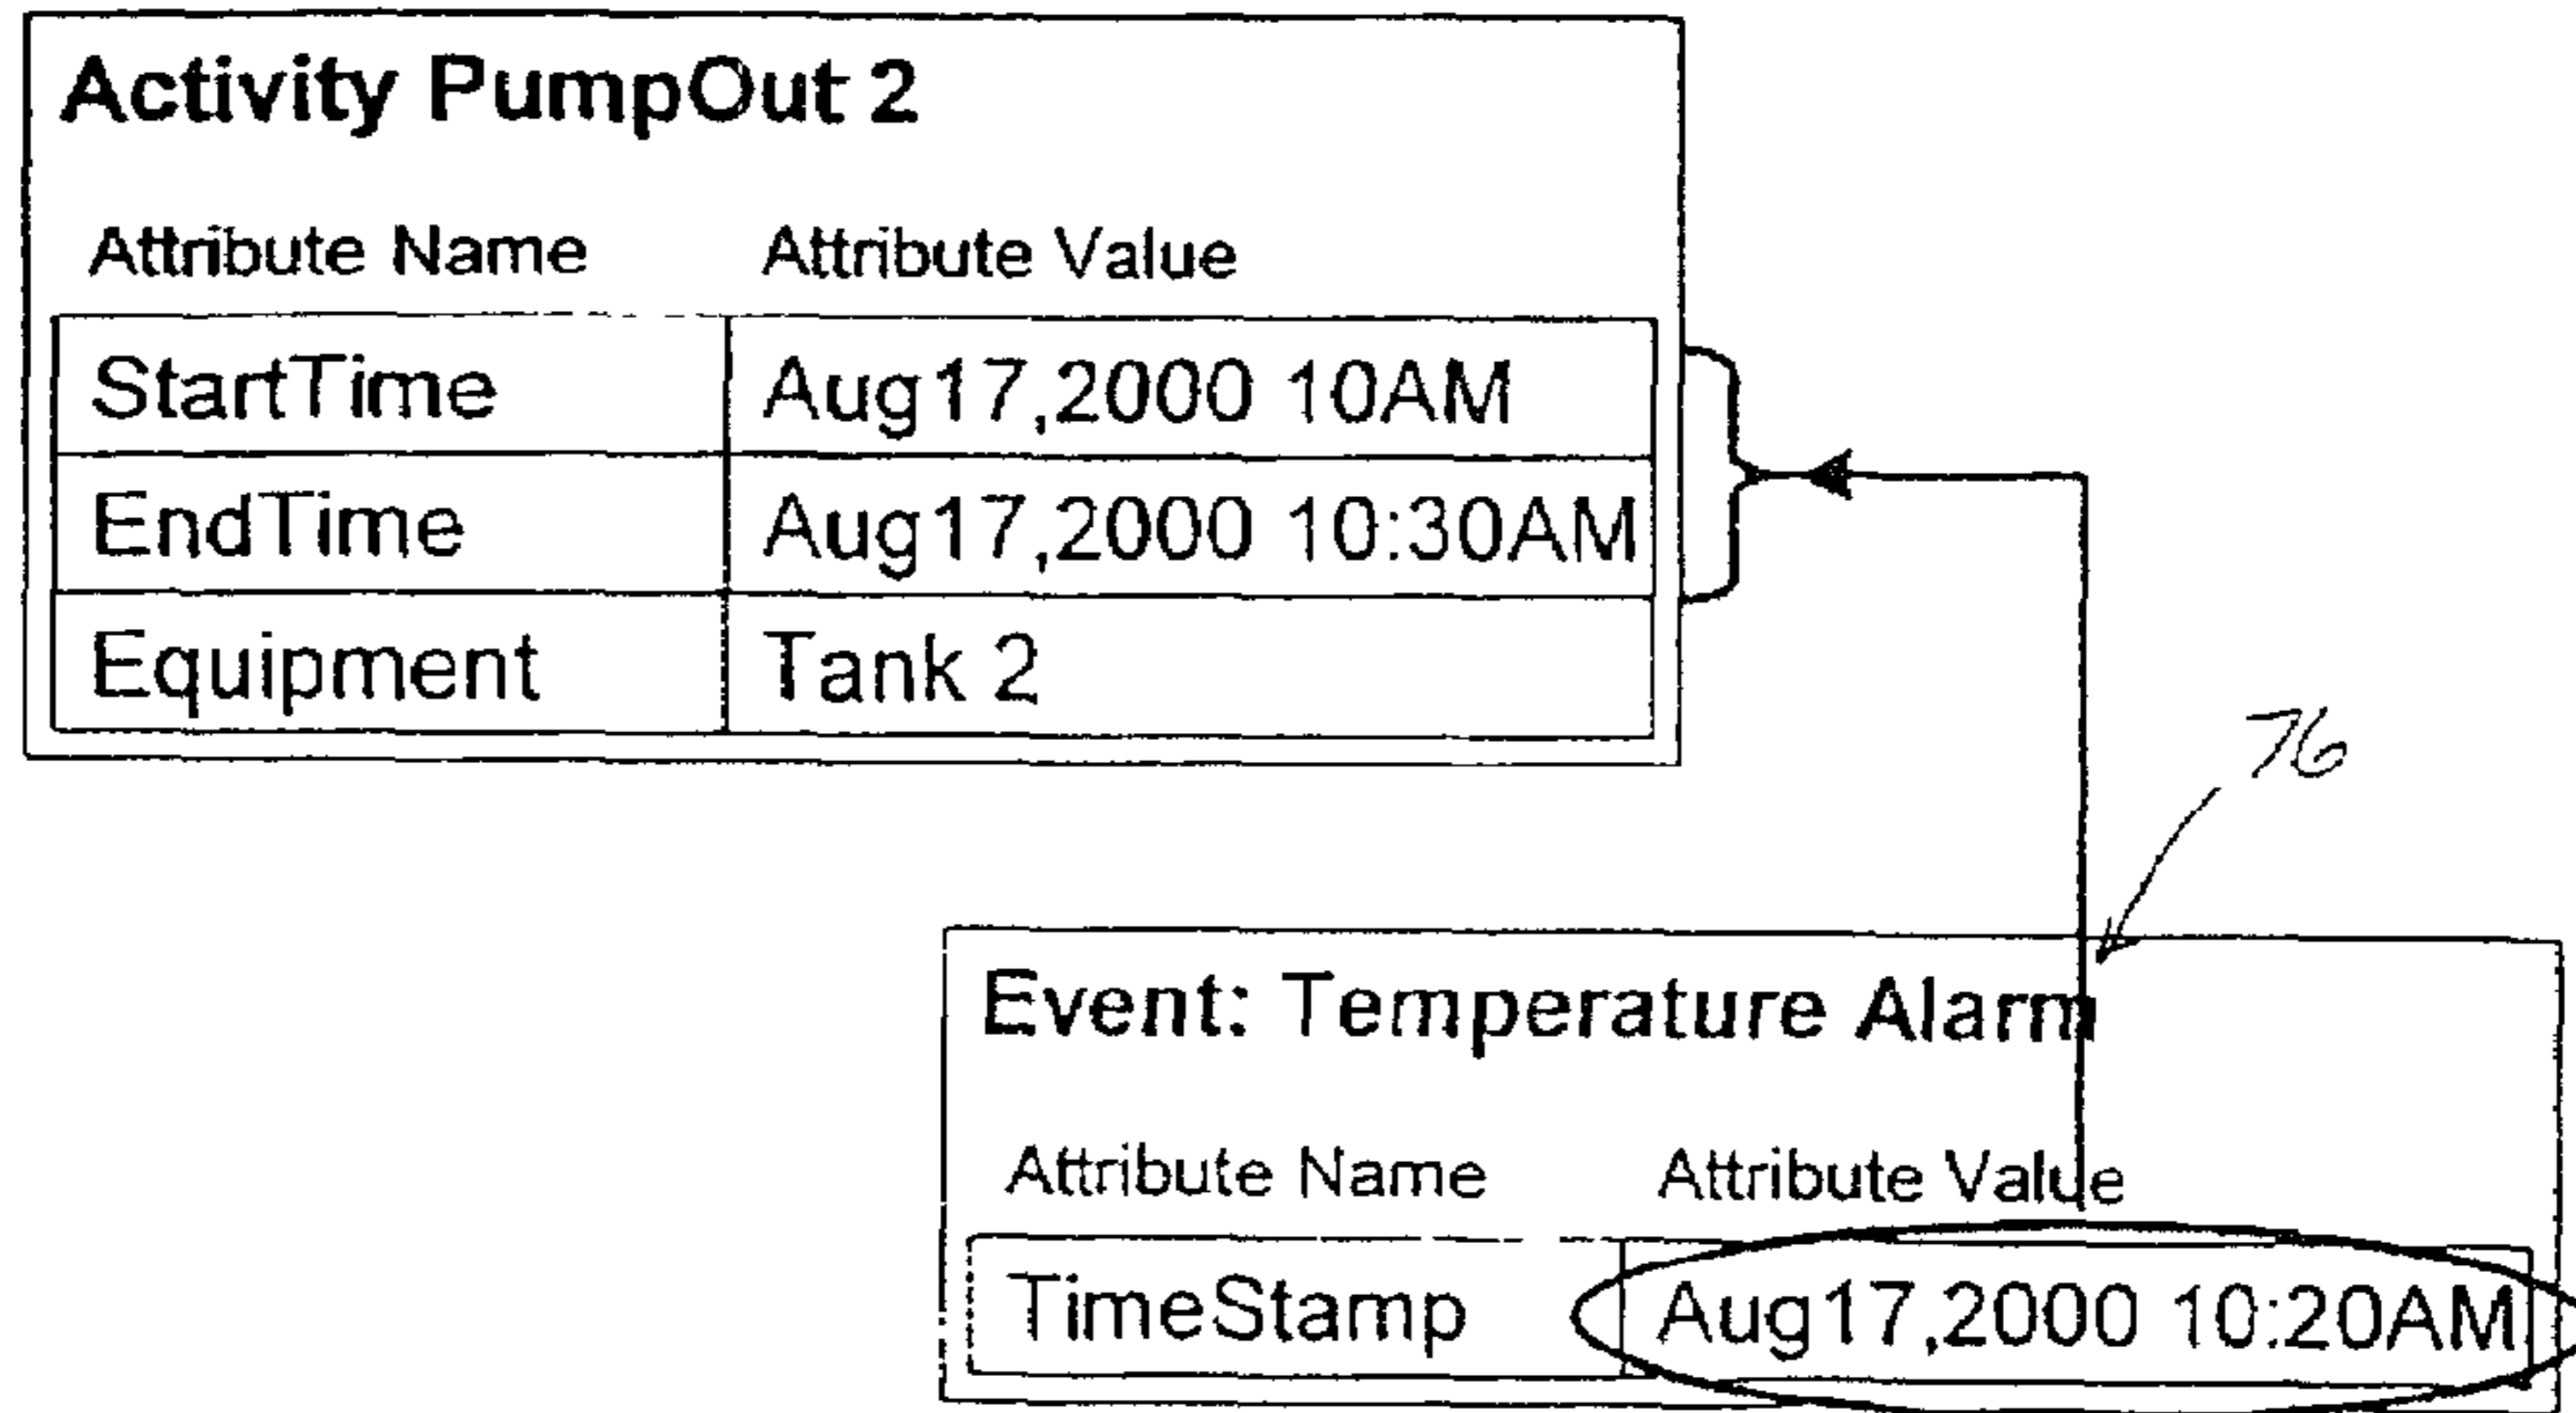 Activity PumpOut 2
Attribute Name Attribute Value
StartTime Aug17,2000 10AM
EndTime Aug17,2000 10:30AM
Equipment Tank 2
76
Event: Temperature Alarm
Attribute Name Attribute Value
TimeStamp Aug17,2000 10:20AM